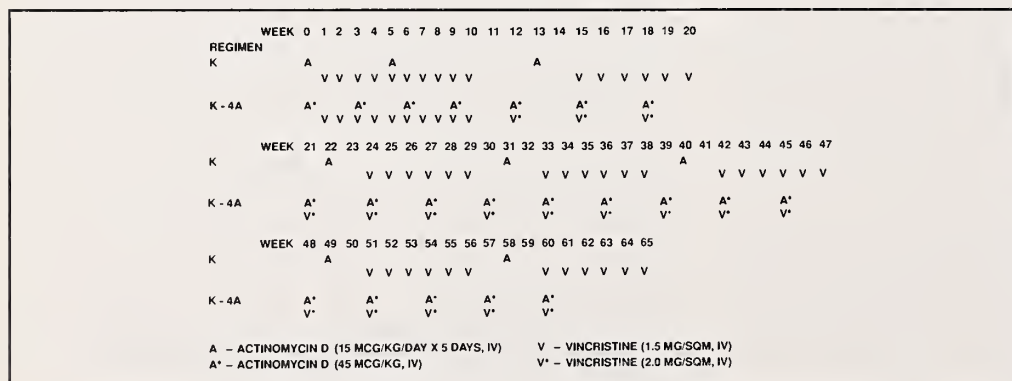 WEEK 0 1 2 3 4 5 6 7 8 9 10 11 12 13 14 15 16 17 18 19 20
REGIMEN
K A A A
V V V V V V V V V V V V V V V V
K - 4A A* A* A* A* A* A* A*
V V V V V V V V V V V* V* V*
WEEK 21 22 23 24 25 26 27 28 29 30 31 32 33 34 35 36 37 38 39 40 41 42 43 44 45 46 47
K A A A
V V V V V V V V V V V V V V V V V V
K - 4A A* A* A* A* A* A* A* A* A*
V* V* V* V* V* V* V* V* V*
WEEK 48 49 50 51 52 53 54 55 56 57 58 59 60 61 62 63 64 65
K A A
V V V V V V V V V V V V
K - 4A A* A* A* A* A*
V* V* V* V* V*
A – ACTINOMYCIN D (15 MCG/KG/DAY X 5 DAYS, IV) V – VINCRISTINE (1.5 MG/SQM, IV)
A* – ACTINOMYCIN D (45 MCG/KG, IV) V* – VINCRISTINE (2.0 MG/SQM, IV)